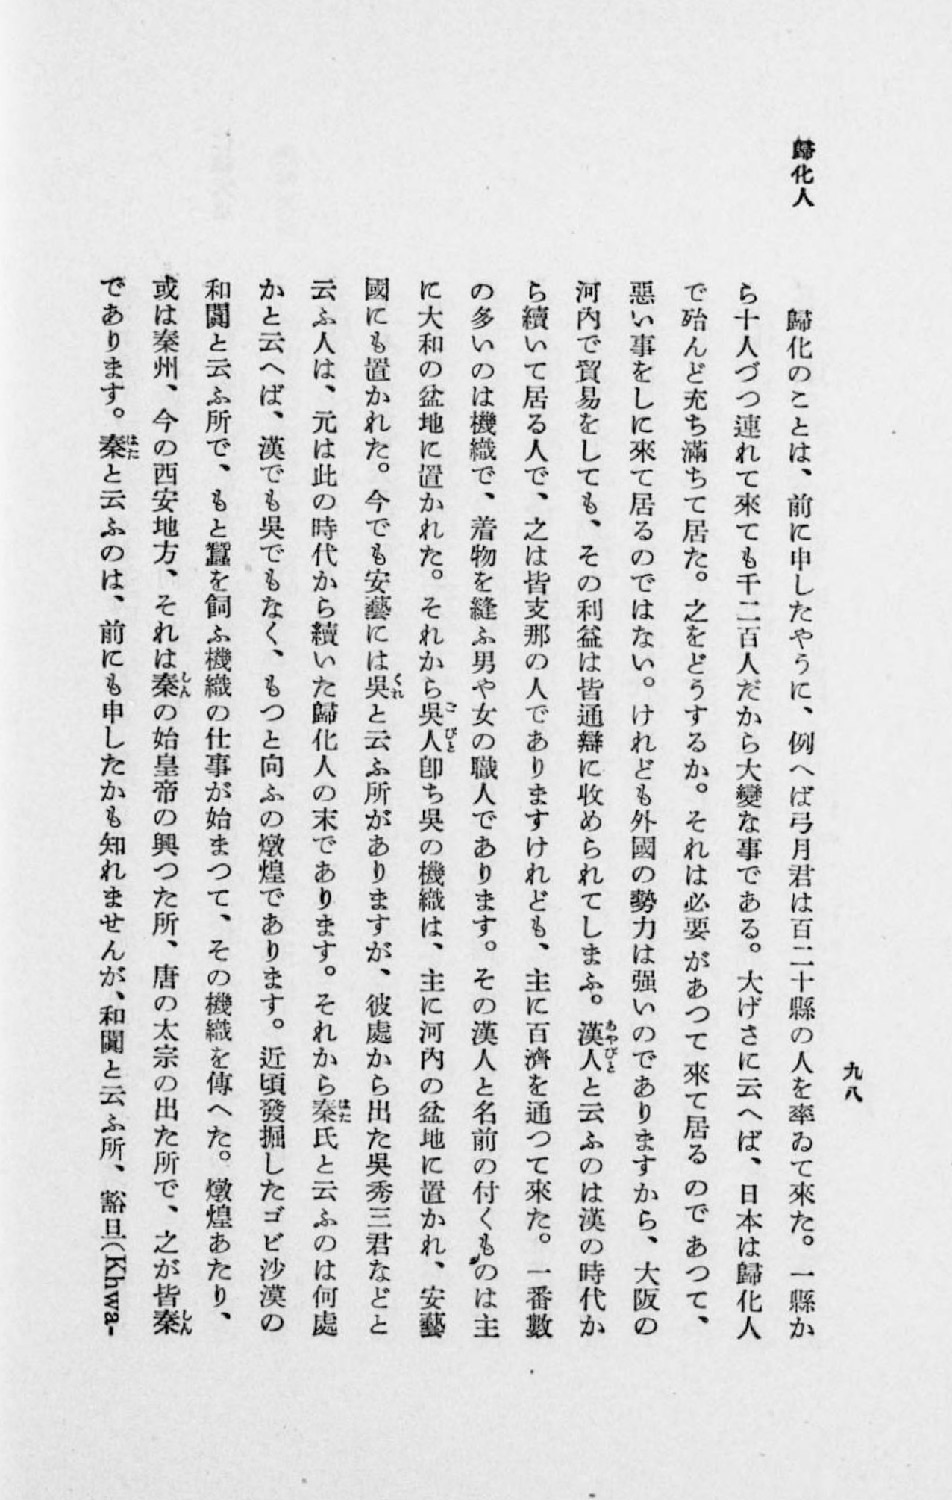 歸化人
九八
歸化のことは、前に申したやうに、例へば弓月君は百二十縣の人を率ゐて來た。一縣か
ら十人づつ連れて來ても千二百人だから大變な事である。大げさに云へば、日本は歸化人
で殆んど充ち滿ちて居た。之をどうするか。それは必要があつて來て居るのであつて、
惡い事をしに來て居るのではない。けれども外國の勢力は强いのでありますから、大阪の
河內で貿易をしても、その利益は皆通辯に收められてしまふ。漢人あやびとと云ふのは漢の時代か
ら續いて居る人で、之は皆支那の人でありますけれども、主に百濟を通つて來た。一番數
の多いのは機織で、着物を縫ふ男や女の職人であります。その漢人と名前の付くものは主
に大和の盆地に置かれた。それから吳人ごびと卽ち吳の機織は、主に河内の盆地に置かれ、安藝
國にも置かれた。今でも安藝には吳くれと云ふ所がありますが、彼處から出た吳秀三君などと
云ふ人は、元は此の時代から續いた歸化人の末であります。それから秦はた氏と云ふのは何處
かと云へば、漢でも吳でもなく、もつと向ふの燉煌であります。近頃發掘したゴビ沙漠の
和闐と云ふ所で、もと蠶を飼ふ機織の仕事が始まつて、その機織を傳へた。燉煌あたり、
或は秦州、今の西安地方、それは秦しんの始皇帝の興つた所、唐の太宗の出た所で、之が皆秦しん
であります。秦はたと云ふのは、前にも申したかも知れませんが、和闐と云ふ所、豁旦(Khwa-